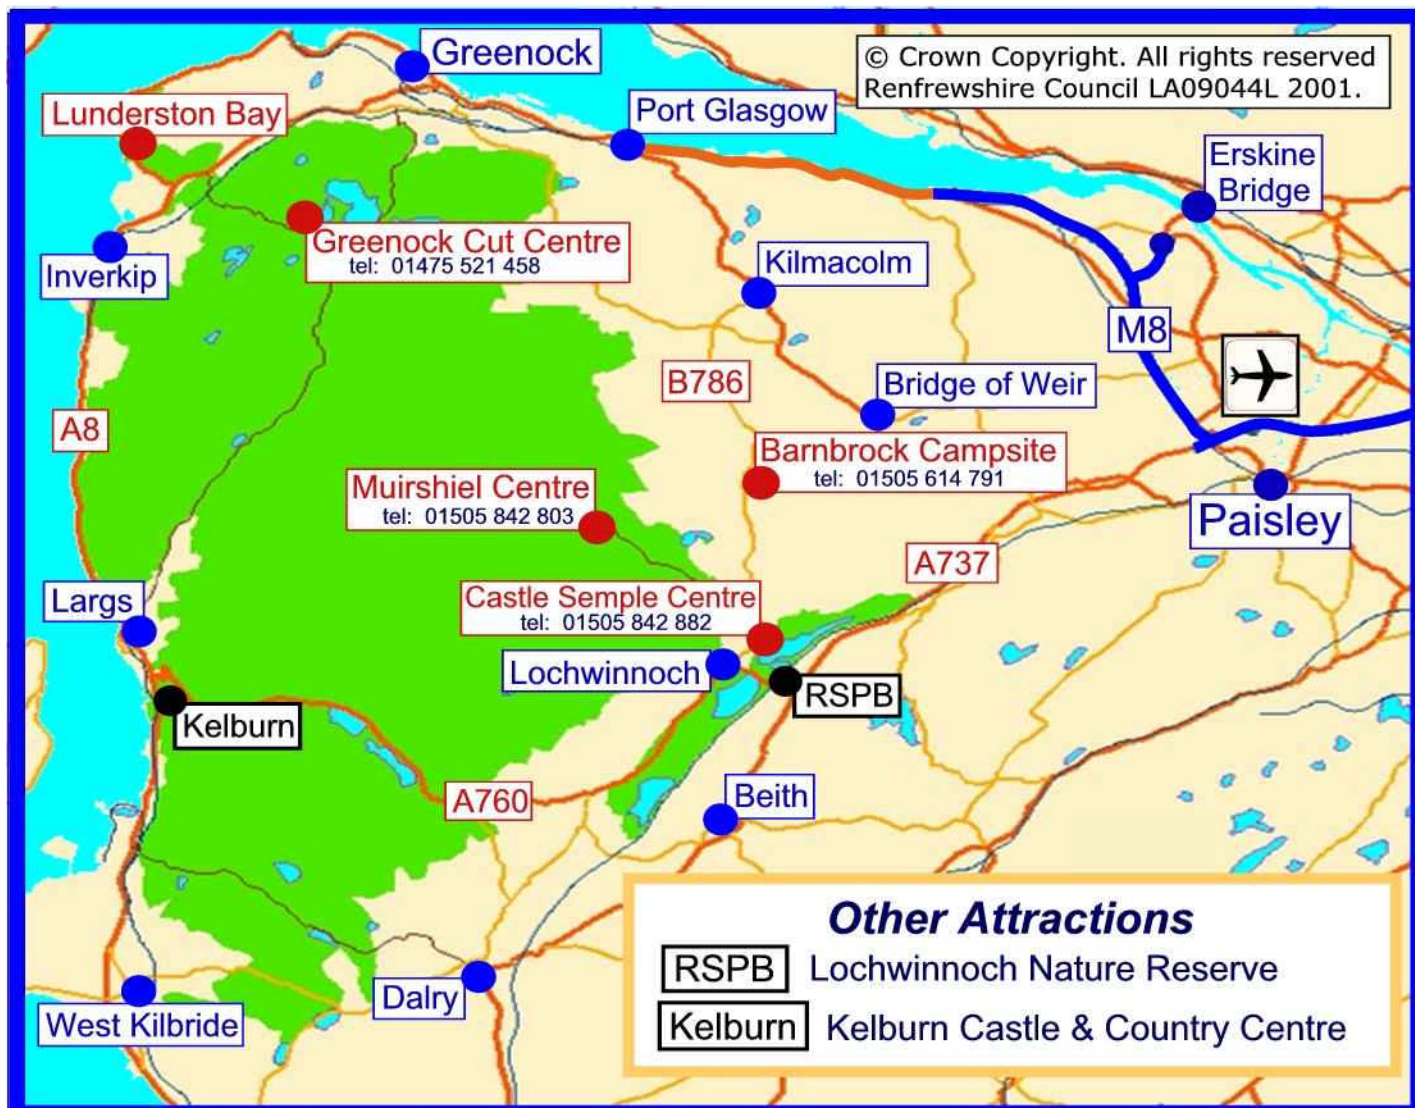 Greenock
© Crown Copyright. All rights reserved
Renfrewshire Council LA09044L 2001.
Lunderston Bay
Port Glasgow
Erskine
Bridge
Greenock Cut Centre
tel: 01475 521 458
Inverkip
Kilmacolm
M8
B786
Bridge of Weir
A8
Barnbrock Campsite
tel: 01505 614 791
Muirshiel Centre
tel: 01505 842 803
Paisley
A737
Largs
Castle Semple Centre
tel: 01505 842 882
Lochwinnoch
RSPB
Kelburn
A760
Beith
Other Attractions
RSPB Lochwinnoch Nature Reserve
Kelburn Kelburn Castle & Country Centre
Dalry
West Kilbride